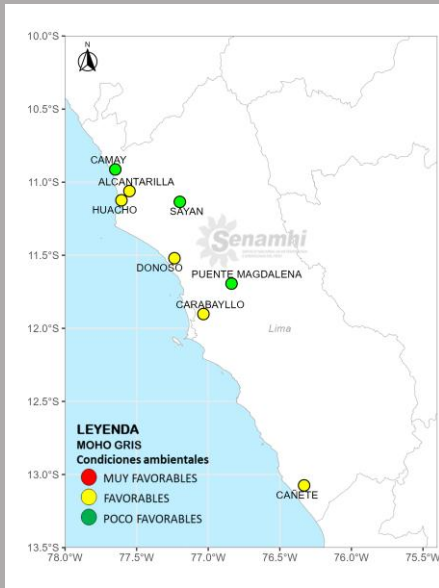 10.0°S
N
10.5°S
CAMAY
11.0°S
ALCANTARILLA
HUACHO
SAYAN
Senamhi
11.5°S
DONOSO
PUENTE MAGDALENA
CARABAYLLO
12.0°S
Lima
12.5°S
LEYENDA
MOHO GRIS
Condiciones ambientales
MUY FAVORABLES
13.0°S
FAVORABLES
CAÑETE
POCO FAVORABLES
13.5°S
78.0°W 77.5°W 77.0°W 76.5°W 76.0°W 75.5°W